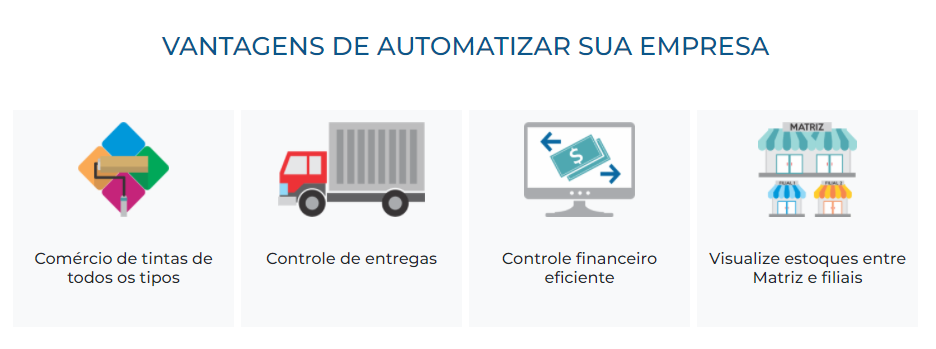 VANTAGENS DE AUTOMATIZAR SUA EMPRESA
Comércio de tintas de
todos os tipos
Controle de entregas
$
Controle financeiro
eficiente
MATRIZ
FILIAL 1
FILIAL 2
Visualize estoques entre
Matriz e filiais